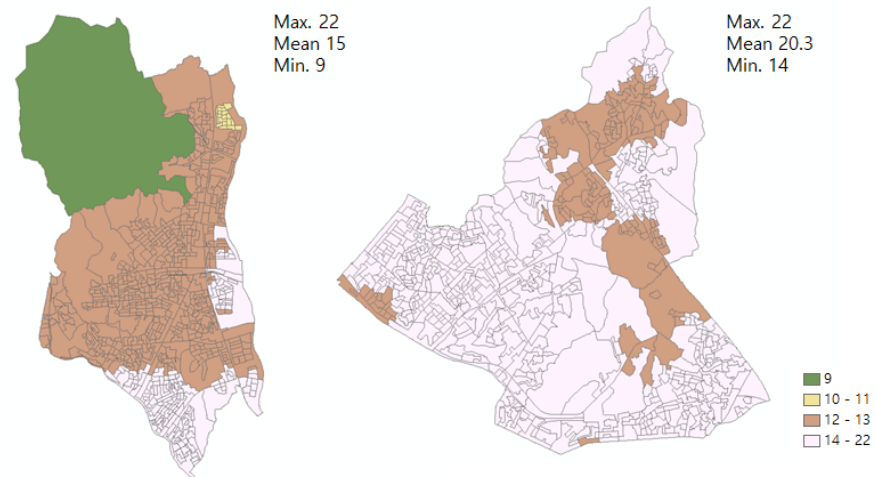 Max. 22
Mean 15
Min. 9
Max. 22
Mean 20.3
Min. 14
9
10 - 11
12 - 13
14 - 22